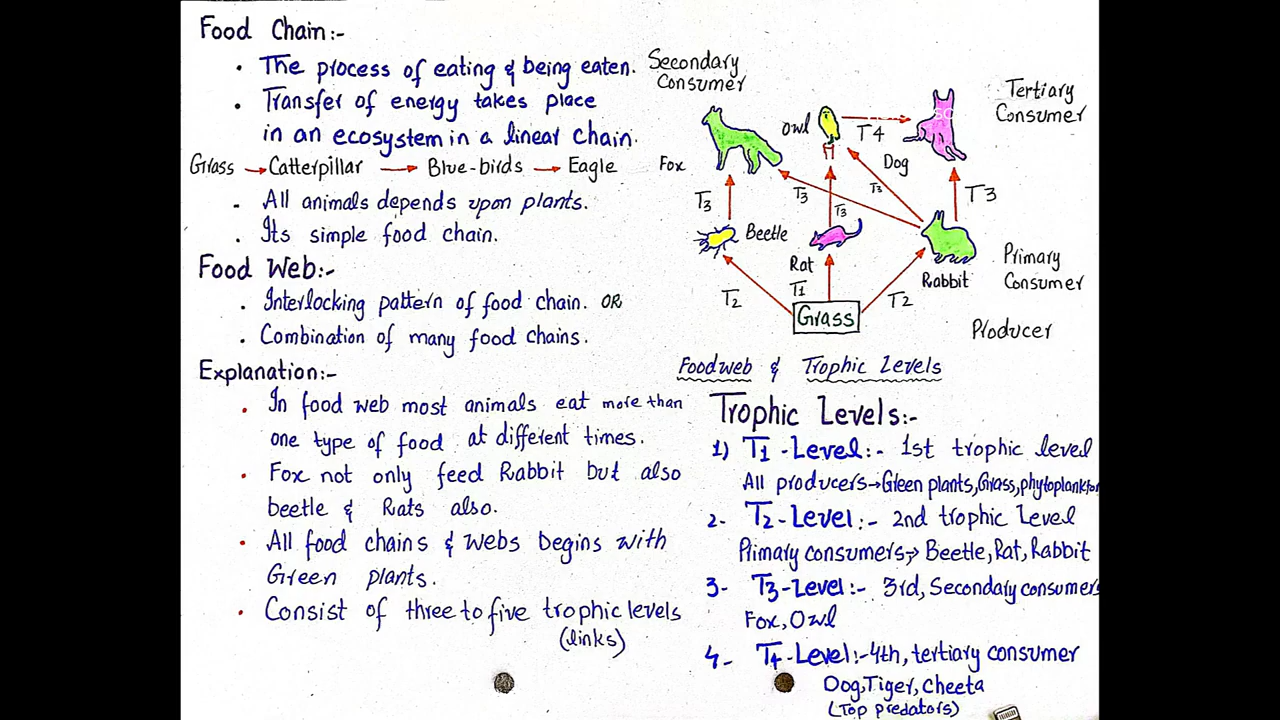 Food Chain:-
· The process of eating & being eaten.
· Transfer of energy takes place
in an ecosystem in a linear chain.
Grass → Catterpillar → Blue-birds → Eagle
· All animals depends upon plants.
· Its simple food chain.
Food Web:-
· Interlocking pattern of food chain. OR
· Combination of many food chains.
Explanation:-
· In food web most animals eat more than
one type of food at different times.
· Fox not only feed Rabbit but also
beetle & Rats also.
· All food chains & webs begins with
Green plants.
· Consist of three to five trophic levels
(links)
Secondary
Consumer
Tertiary
Consumer
Owl
T4
Fox
Dog
T3
T3
T3
T3
T3
Beetle
Rat
Rabbit
Primary
Consumer
T2
T1
T2
Grass
Producer
Foodweb & Trophic Levels
Trophic Levels:-
1) T1-Level:- 1st trophic level
All producers→Green plants,Grass,phytoplankton
2- T2-Level:- 2nd trophic Level
Primary consumers→ Beetle, Rat, Rabbit
3- T3-Level:- 3rd, Secondary consumers
Fox, Owl
4- T4-Level:-4th, tertiary consumer
Dog,Tiger, Cheeta
(Top predators)